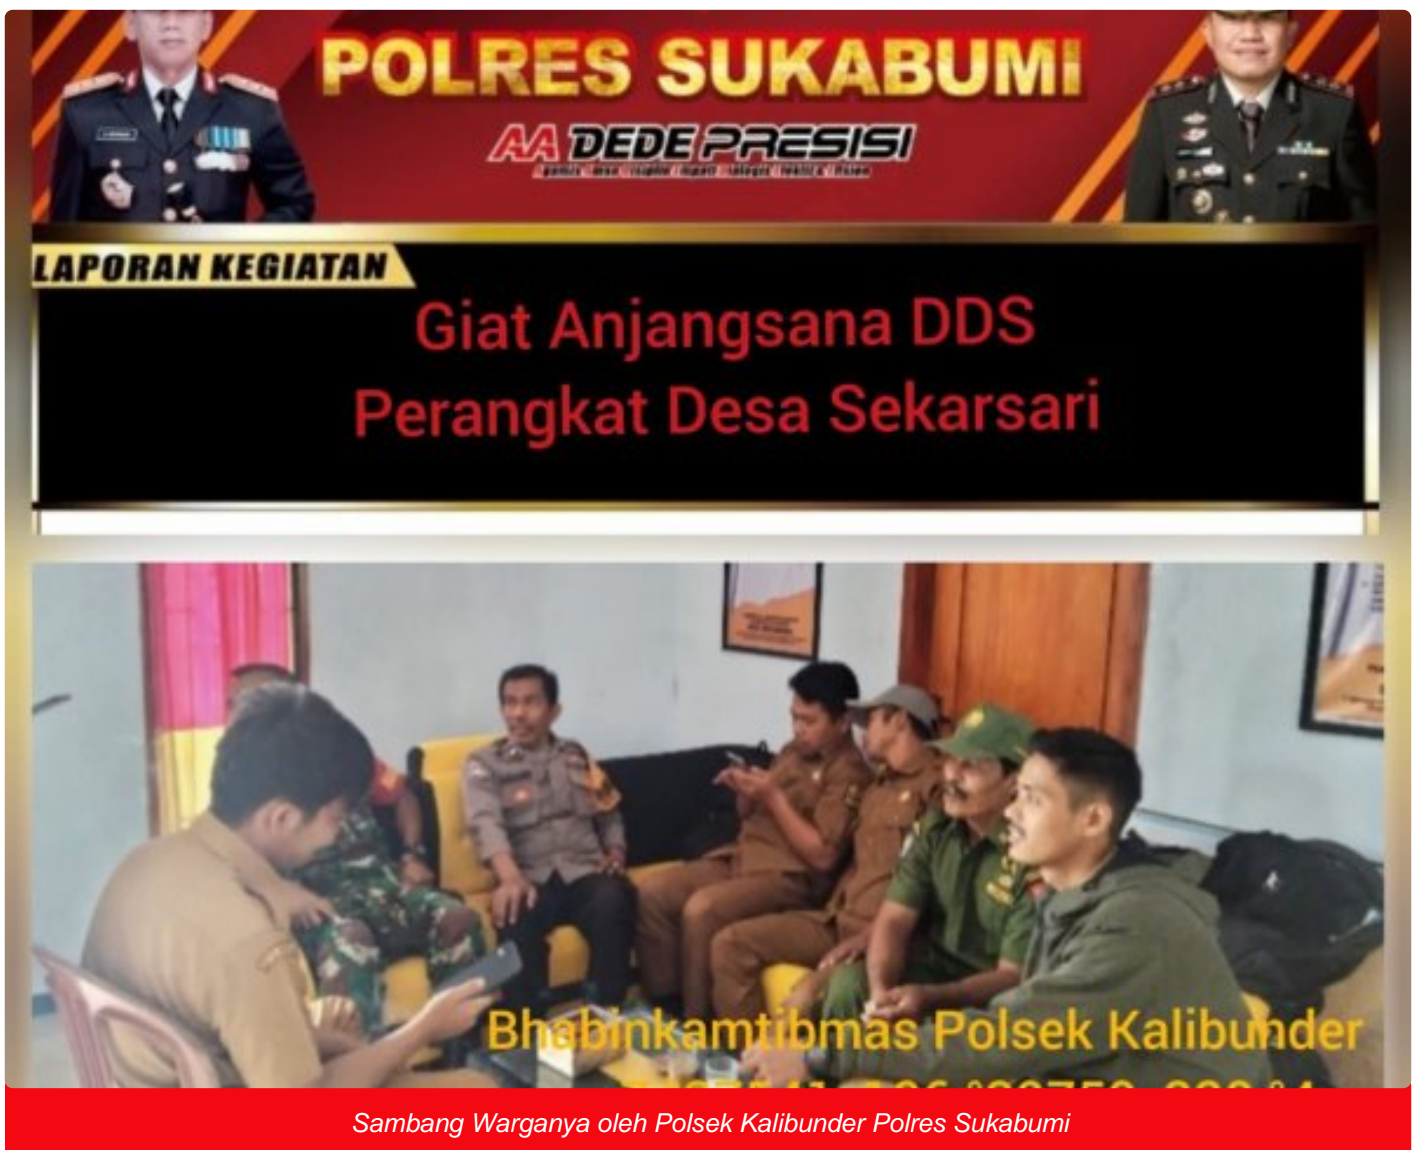 POLRES SUKABUMI
AA DEDE PRESISI
LAPORAN KEGIATAN
Giat Anjangsana DDS
Perangkat Desa Sekarsari
Bhabinkamtibmas Polsek Kalibunder
Sambang Warganya oleh Polsek Kalibunder Polres Sukabumi